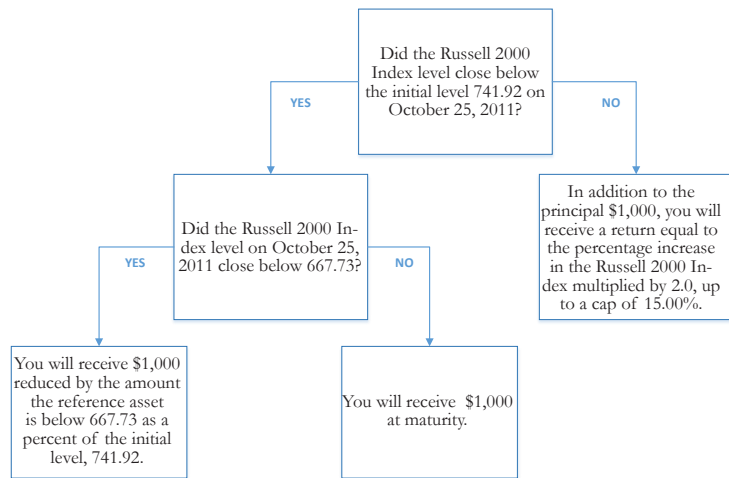 Did the Russell 2000
Index level close below
the initial level 741.92 on
October 25, 2011?
YES
NO
Did the Russell 2000 In-
dex level on October 25,
2011 close below 667.73?
In addition to the
principal $1,000, you will
receive a return equal to
the percentage increase
in the Russell 2000 In-
dex multiplied by 2.0, up
to a cap of 15.00%.
YES
NO
You will receive $1,000
reduced by the amount
the reference asset
is below 667.73 as a
percent of the initial
level, 741.92.
You will receive $1,000
at maturity.